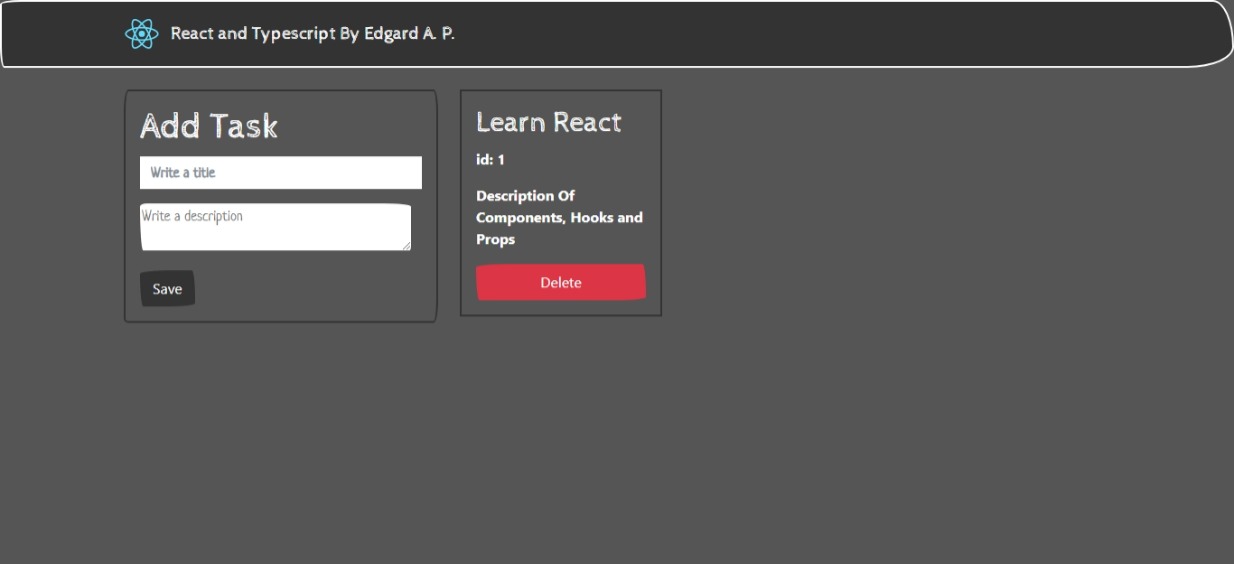 React and Typescript By Edgard A. P.
Add Task
Write a title
Write a description
Save
Learn React
id: 1
Description Of
Components, Hooks and
Props
Delete